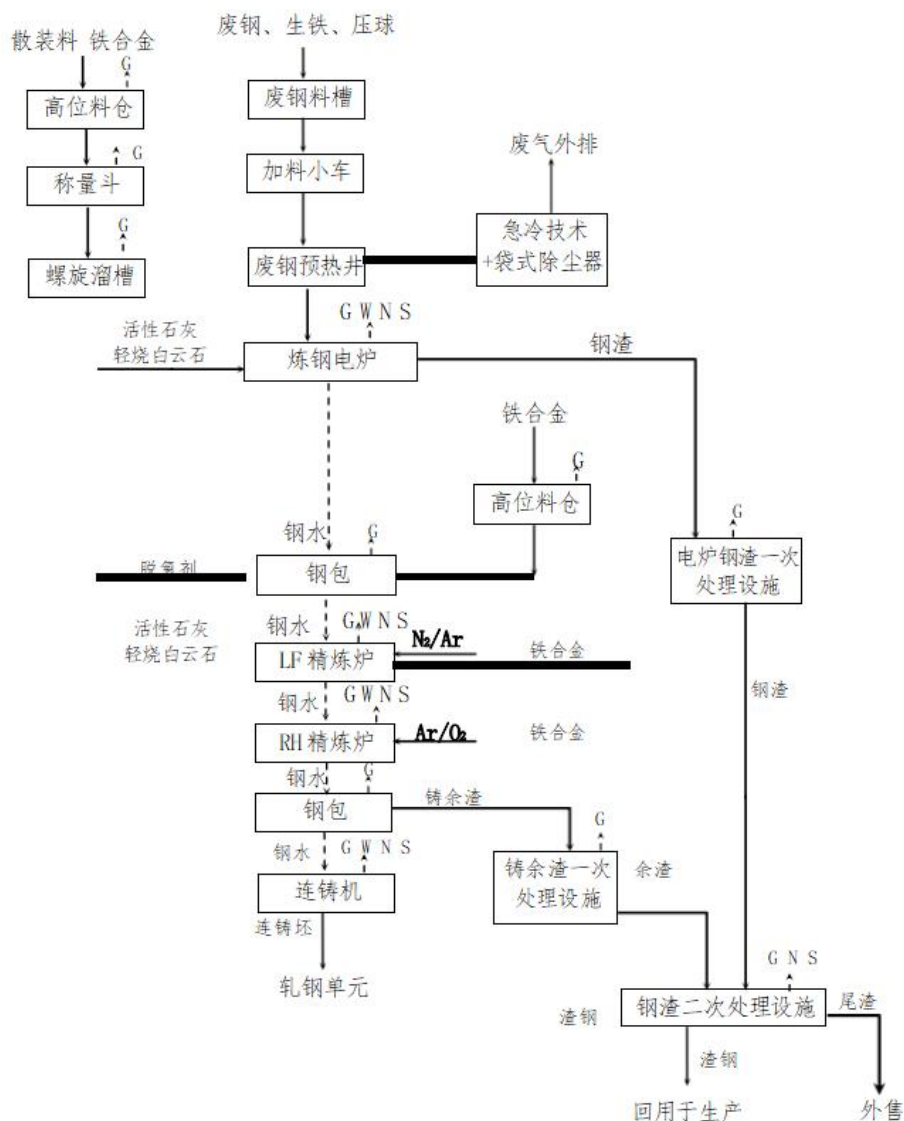 废钢、生铁、压球
散装料 铁合金
G
高位料仓
废钢料槽
G
称量斗
加料小车
废气外排
G
螺旋溜槽
废钢预热井
急冷技术
+袋式除尘器
G W N S
活性石灰
轻烧白云石
炼钢电炉
钢渣
铁合金
G
高位料仓
G
电炉钢渣一次
处理设施
钢水
G
脱氧剂
钢包
活性石灰
轻烧白云石
钢水
G W N S
N₂/Ar
LF 精炼炉
铁合金
钢水
G W N S
钢渣
Ar/O₂
RH 精炼炉
铁合金
钢水
G
钢包
铸余渣
G
钢水
G W N S
连铸机
铸余渣一次
处理设施
余渣
连铸坯
轧钢单元
G N S
渣钢
钢渣二次处理设施
尾渣
渣钢
回用于生产
外售